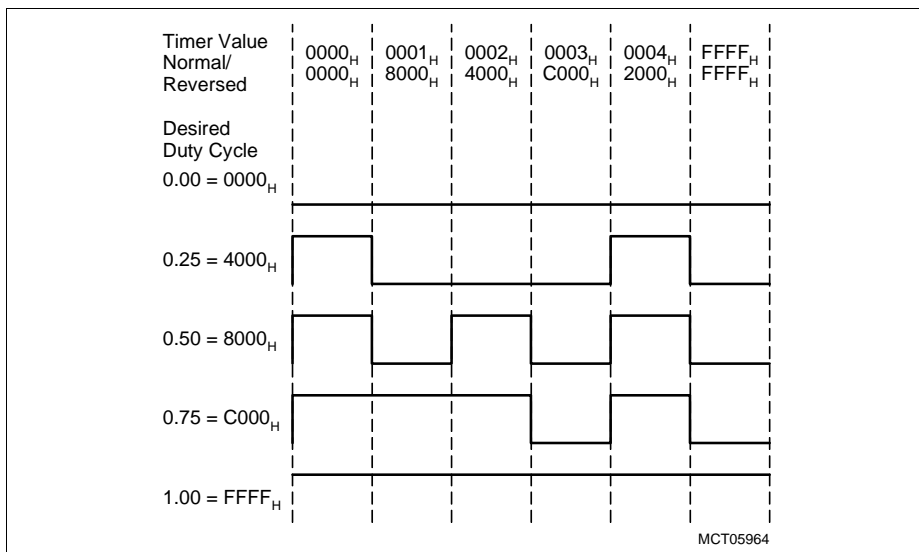 Timer Value
Normal/
Reversed
0000H 0001H 0002H 0003H 0004H FFFFH
0000H 8000H 4000H C000H 2000H FFFFH
Desired
Duty Cycle
0.00 = 0000H
0.25 = 4000H
0.50 = 8000H
0.75 = C000H
1.00 = FFFFH
MCT05964